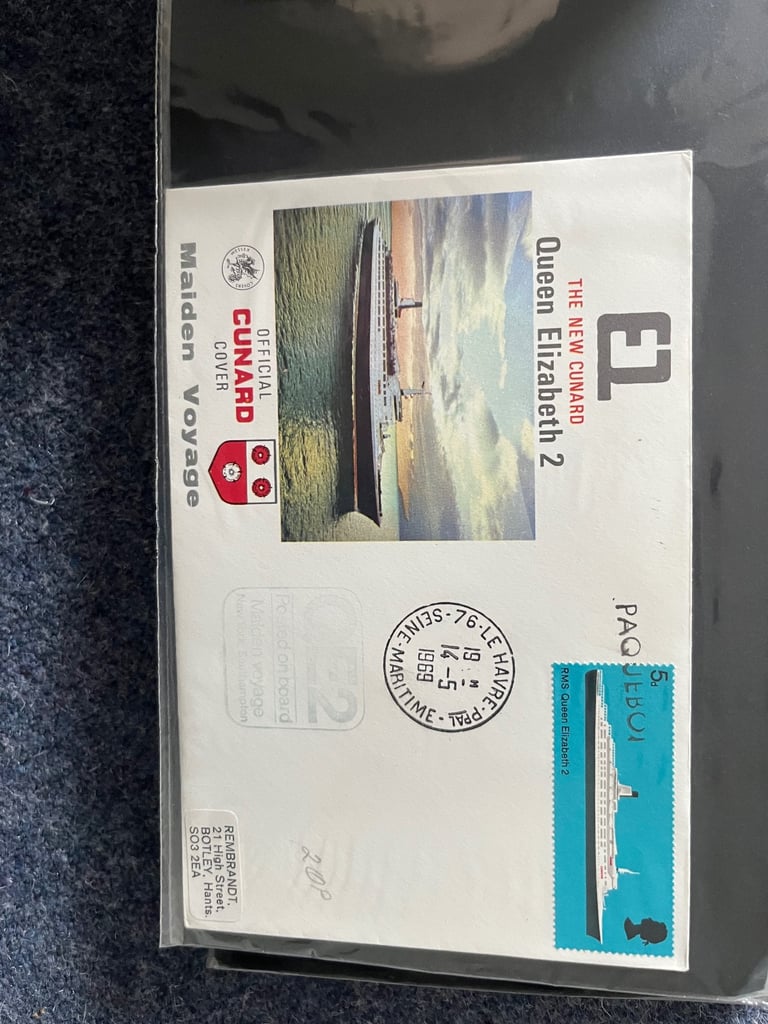 THE NEW CUNARD
Queen Elizabeth 2
OFFICIAL
CUNARD
COVER
Maiden Voyage
PAQUEBOT
5d
RMS Queen Elizabeth 2
76 · LE HAVRE · PPAL
19 H
14 -5
1969
SEINE · MARITIME
QE2
Posted on board
Maiden voyage
New York Southampton
20P
REMBRANDT,
21 High Street,
BOTLEY, Hants.
SO3 2EA